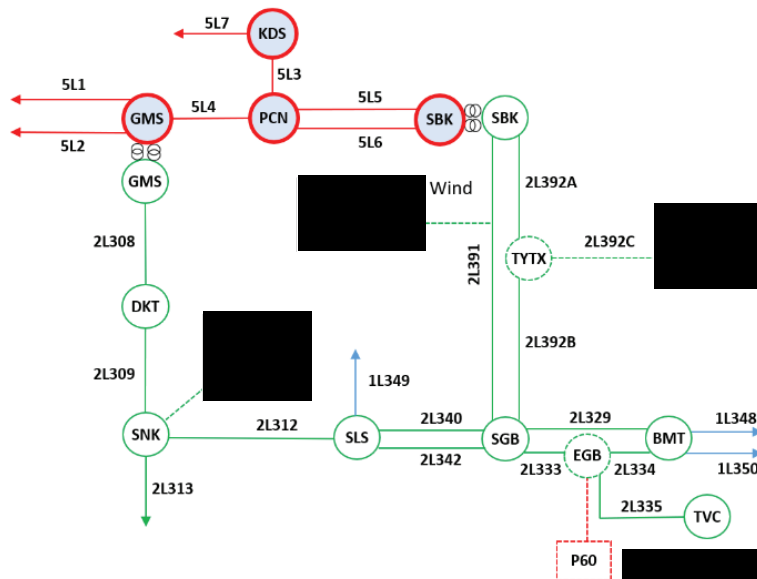 5L7
KDS
5L3
5L1
5L4
5L5
GMS
PCN
SBK
SBK
5L2
5L6
GMS
Wind
2L392A
2L308
2L391
TYTX
2L392C
DKT
2L309
1L349
2L392B
SNK
2L312
SLS
2L340
SGB
2L329
BMT
1L348
2L342
2L333
EGB
2L334
1L350
2L313
2L335
TVC
P60